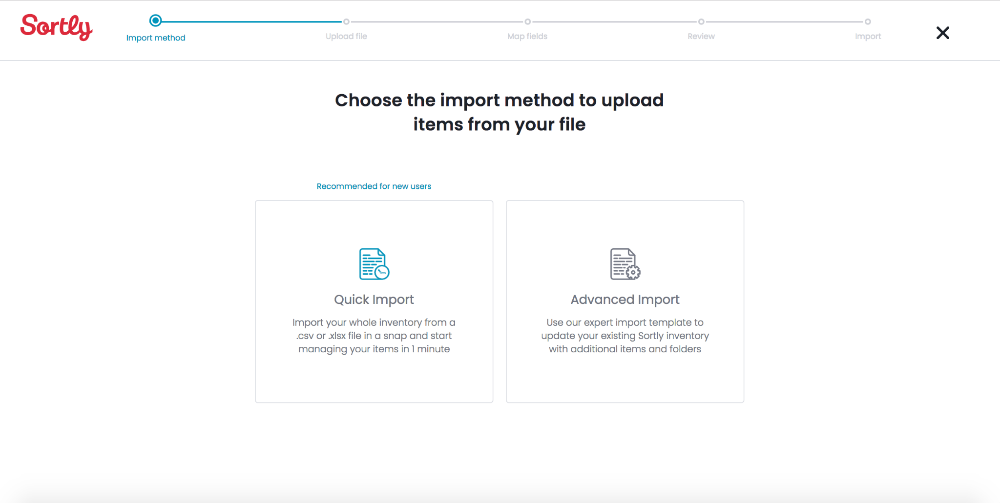 Sortly
Import method
Upload file
Map fields
Review
Import
Choose the import method to upload
items from your file
Recommended for new users
Quick Import
Import your whole inventory from a
.csv or .xlsx file in a snap and start
managing your items in 1 minute
Advanced Import
Use our expert import template to
update your existing Sortly inventory
with additional items and folders